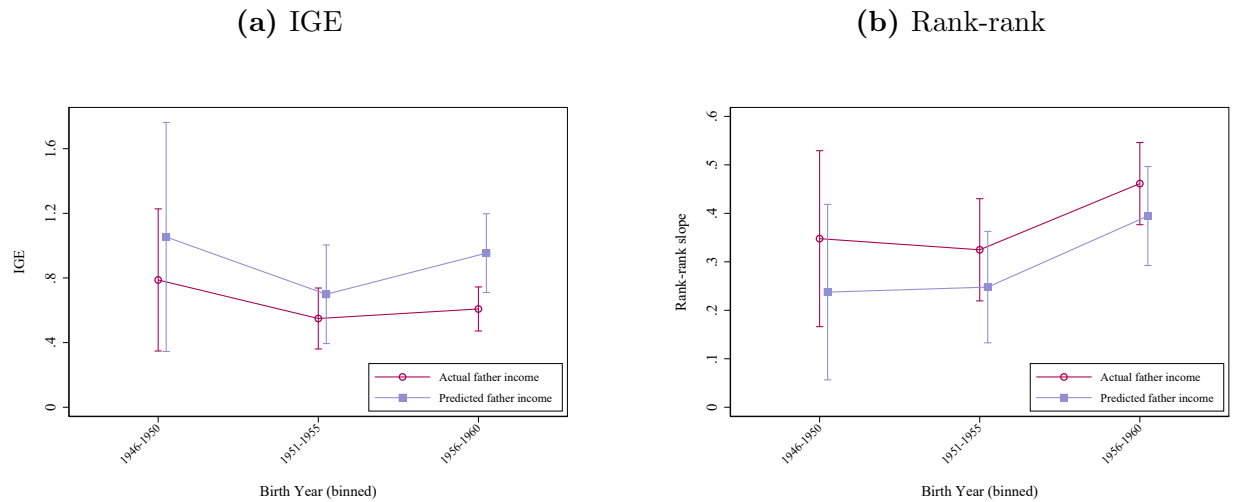 (a) IGE
IGE
1.6
1.2
.8
.4
0
Actual father income
Predicted father income
1946-1950
1951-1955
1956-1960
Birth Year (binned)
(b) Rank-rank
Rank-rank slope
.6
.5
.4
.3
.2
.1
0
Actual father income
Predicted father income
1946-1950
1951-1955
1956-1960
Birth Year (binned)